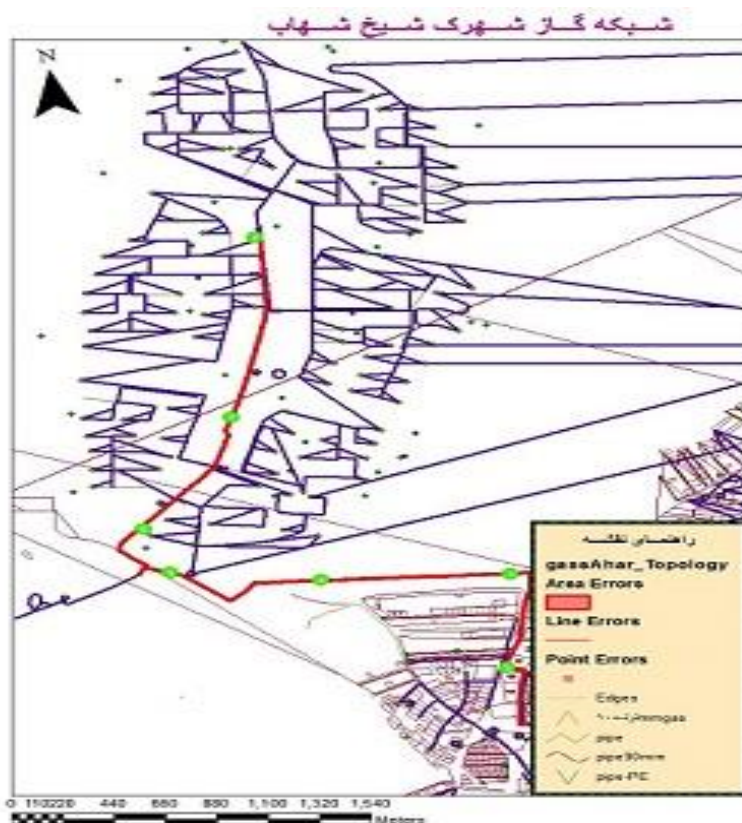 شبکه گاز شهرک شیخ شهاب
N
راهنمای نقشه
gassAhar_Topology
Area Errors
Line Errors
Point Errors
Edges
pipe
pipe90mm
pipe-PE
0 110220 440 660 880 1,100 1,320 1,540
Meters